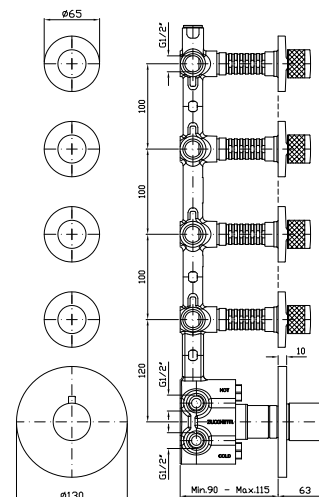 ø65
G1/2"
100
100
100
10
120
G1/2"
HOT
ZUCCHETTI.
COLD
G1/2"
Min.90 - Max.115
63
ø130